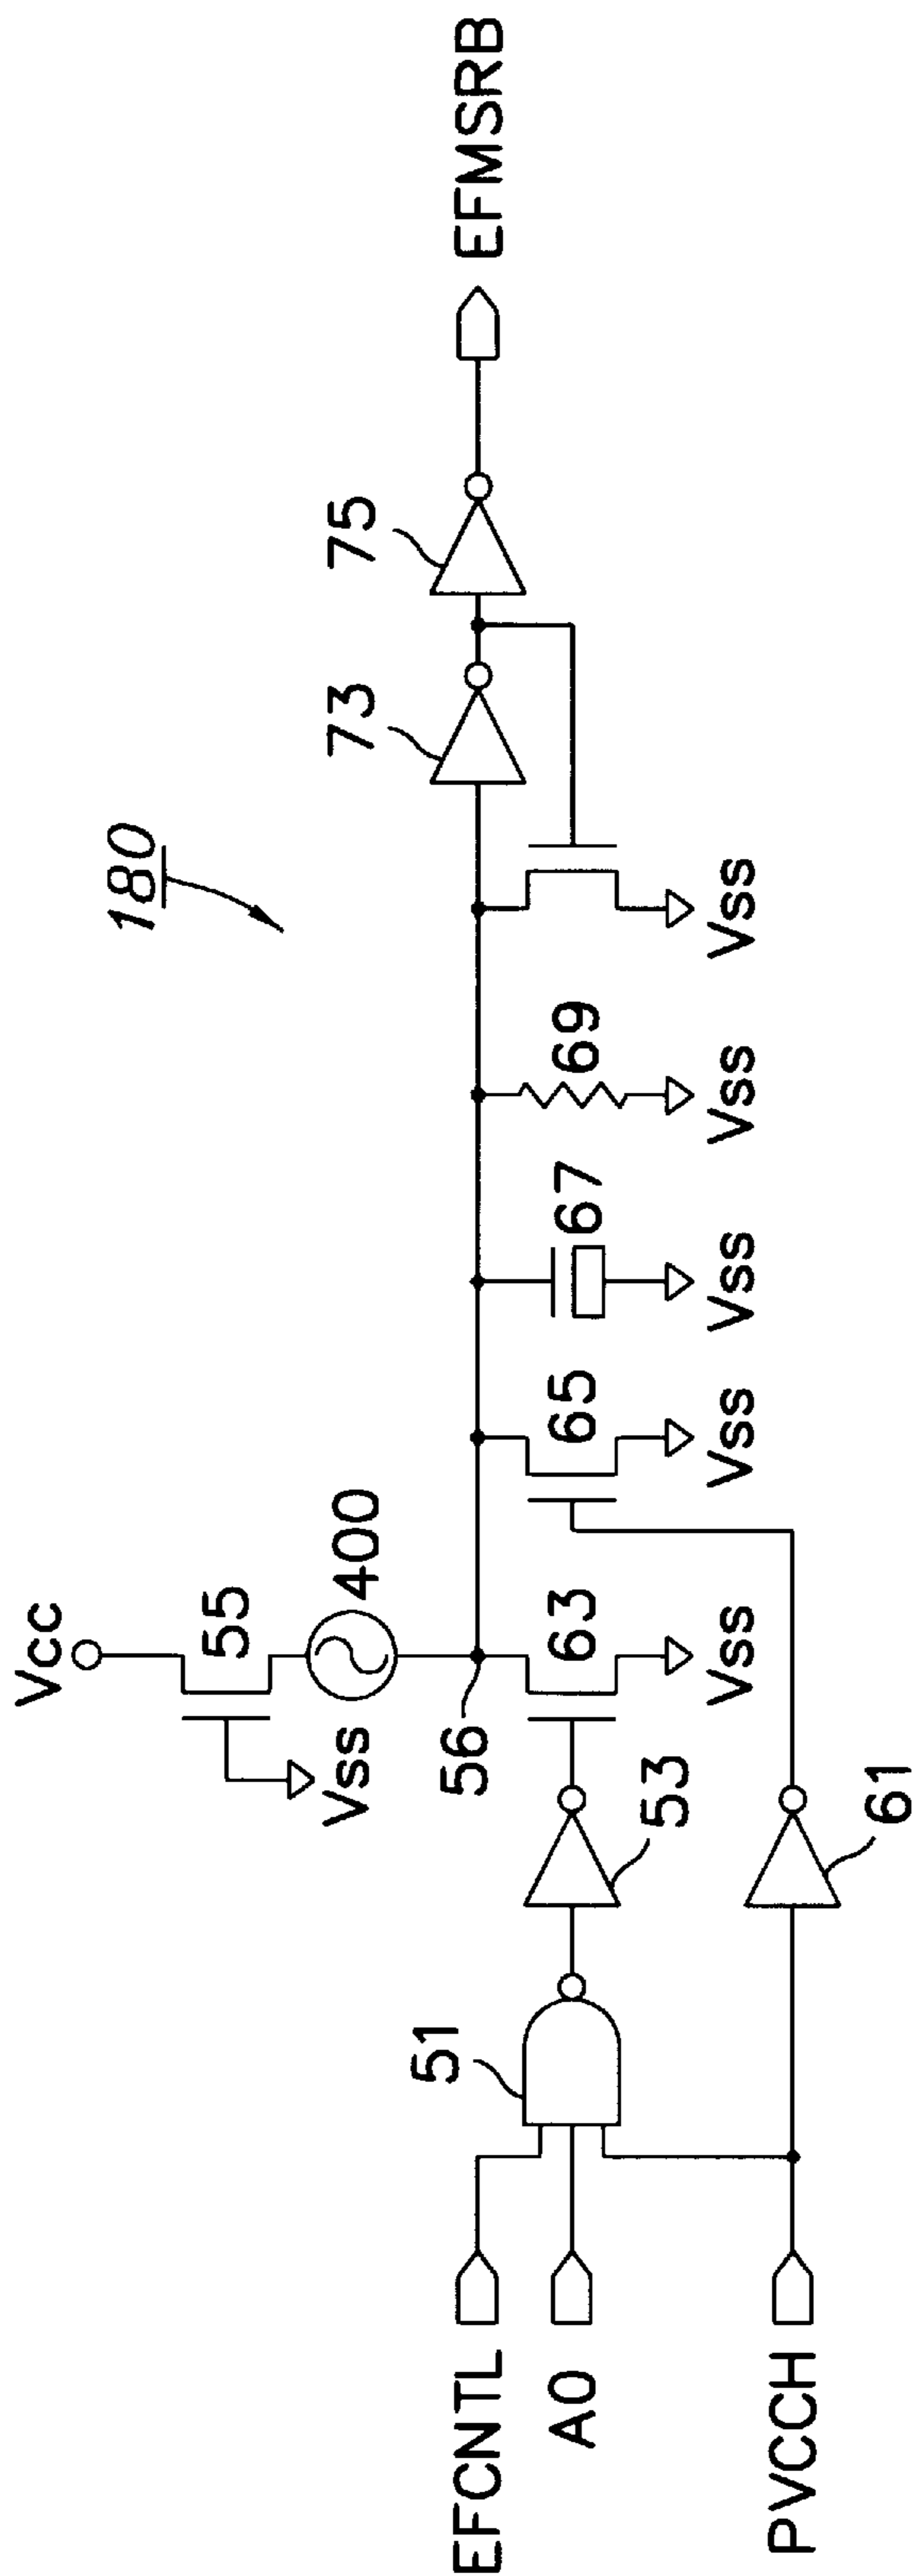 180
Vcc
55
Vss
400
56
73
75
EFMSRB
EFCNTL
A0
PVCCH
51
53
61
63
Vss
65
Vss
67
Vss
69
Vss
Vss